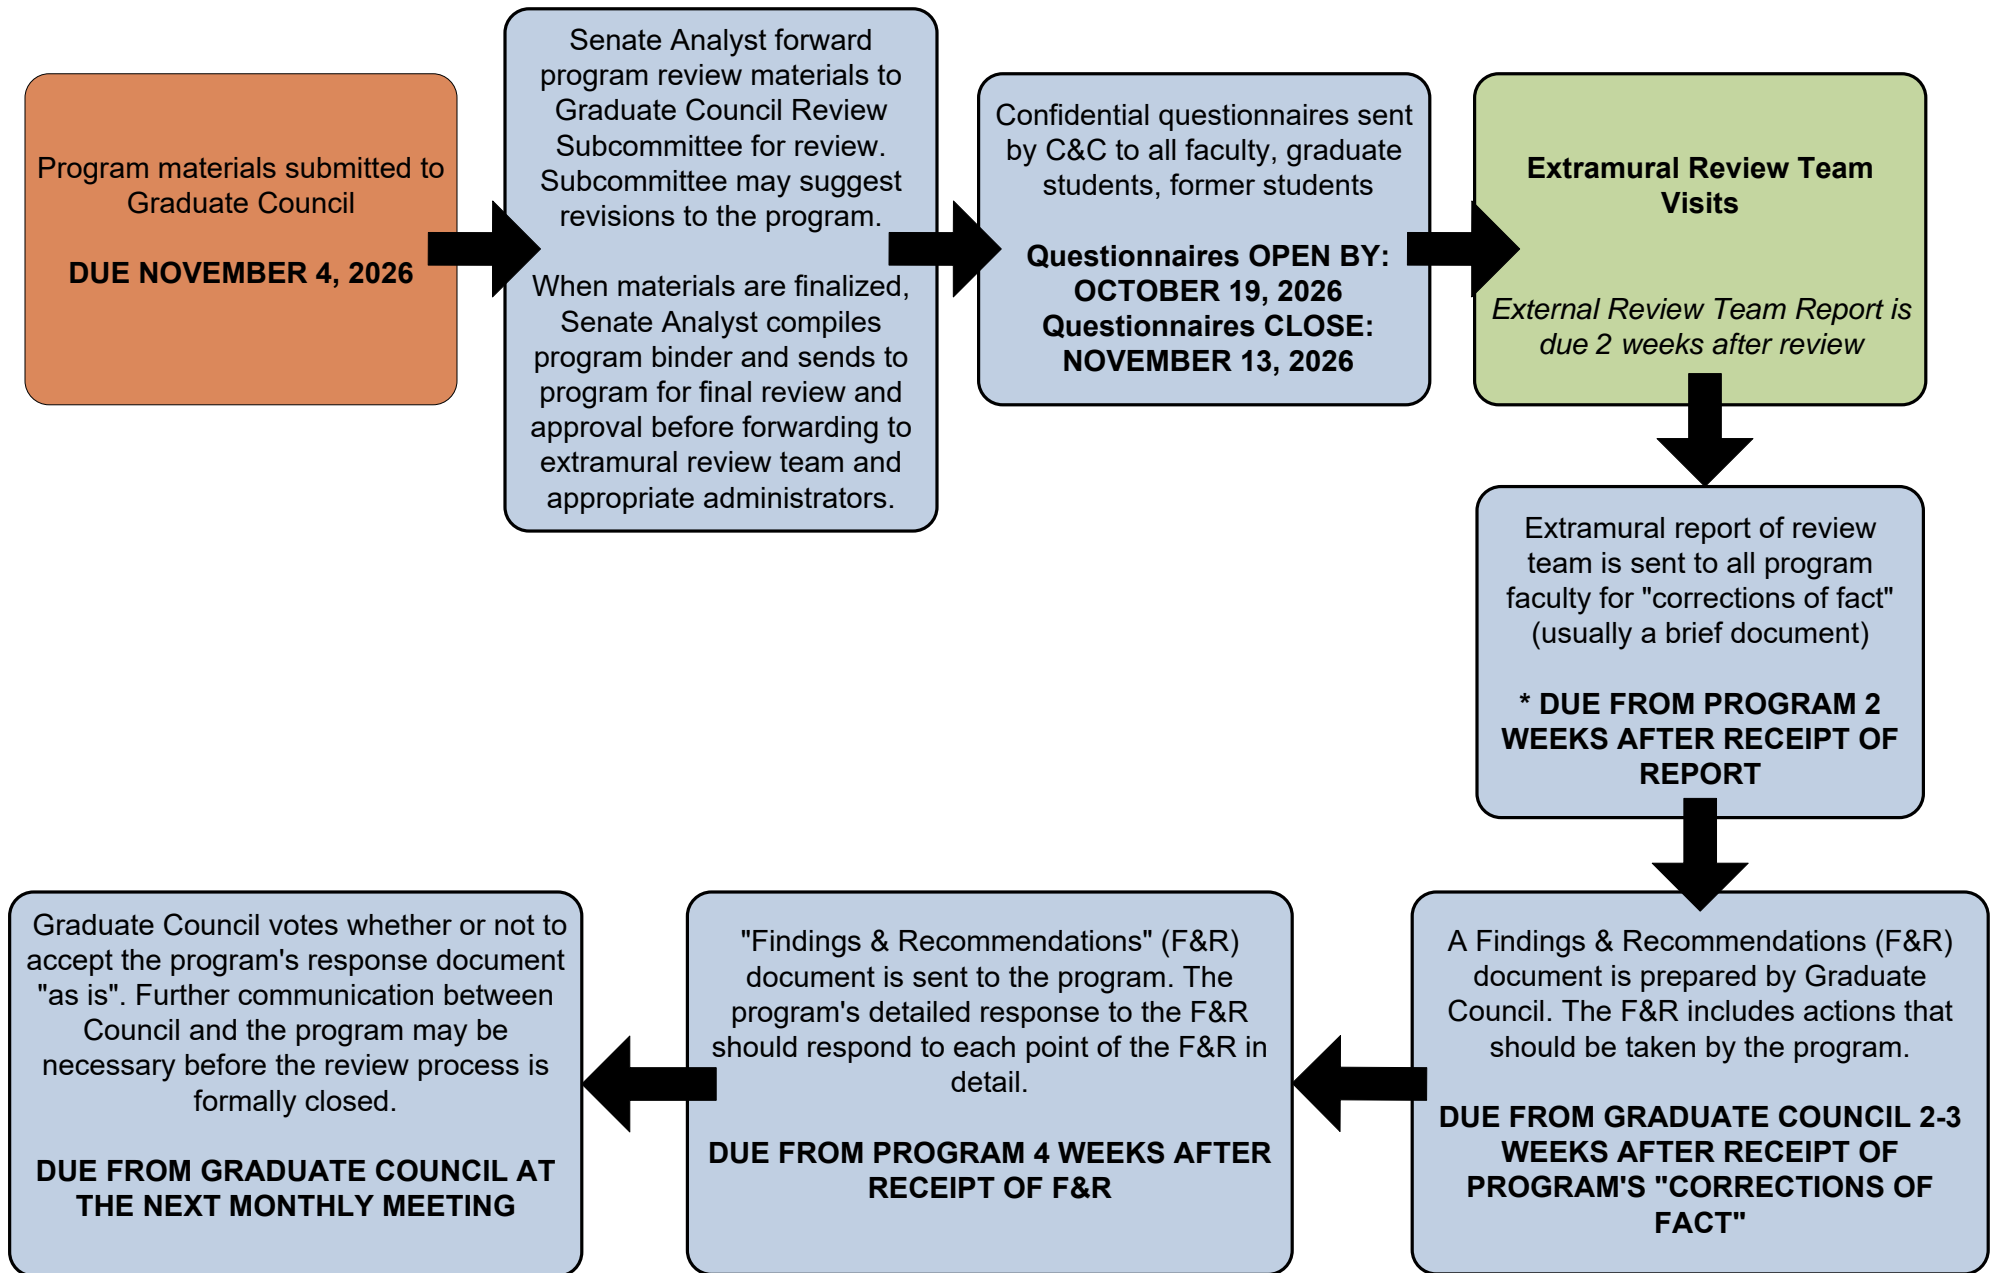 Program materials submitted to
Graduate Council
DUE NOVEMBER 4, 2026
Senate Analyst forward
program review materials to
Graduate Council Review
Subcommittee for review.
Subcommittee may suggest
revisions to the program.
When materials are finalized,
Senate Analyst compiles
program binder and sends to
program for final review and
approval before forwarding to
extramural review team and
appropriate administrators.
Confidential questionnaires sent
by C&C to all faculty, graduate
students, former students
Questionnaires OPEN BY:
OCTOBER 19, 2026
Questionnaires CLOSE:
NOVEMBER 13, 2026
Extramural Review Team
Visits
External Review Team Report is
due 2 weeks after review
Extramural report of review
team is sent to all program
faculty for "corrections of fact"
(usually a brief document)
* DUE FROM PROGRAM 2
WEEKS AFTER RECEIPT OF
REPORT
A Findings & Recommendations (F&R)
document is prepared by Graduate
Council. The F&R includes actions that
should be taken by the program.
DUE FROM GRADUATE COUNCIL 2-3
WEEKS AFTER RECEIPT OF
PROGRAM'S "CORRECTIONS OF
FACT"
"Findings & Recommendations" (F&R)
document is sent to the program. The
program's detailed response to the F&R
should respond to each point of the F&R in
detail.
DUE FROM PROGRAM 4 WEEKS AFTER
RECEIPT OF F&R
Graduate Council votes whether or not to
accept the program's response document
"as is". Further communication between
Council and the program may be
necessary before the review process is
formally closed.
DUE FROM GRADUATE COUNCIL AT
THE NEXT MONTHLY MEETING